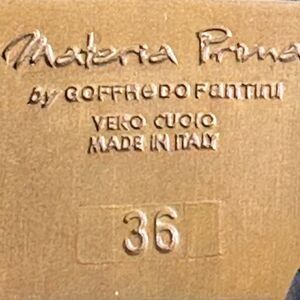 Materia Prima
by GOFFREDO FANTINI
VERO CUOIO
MADE IN ITALY
36